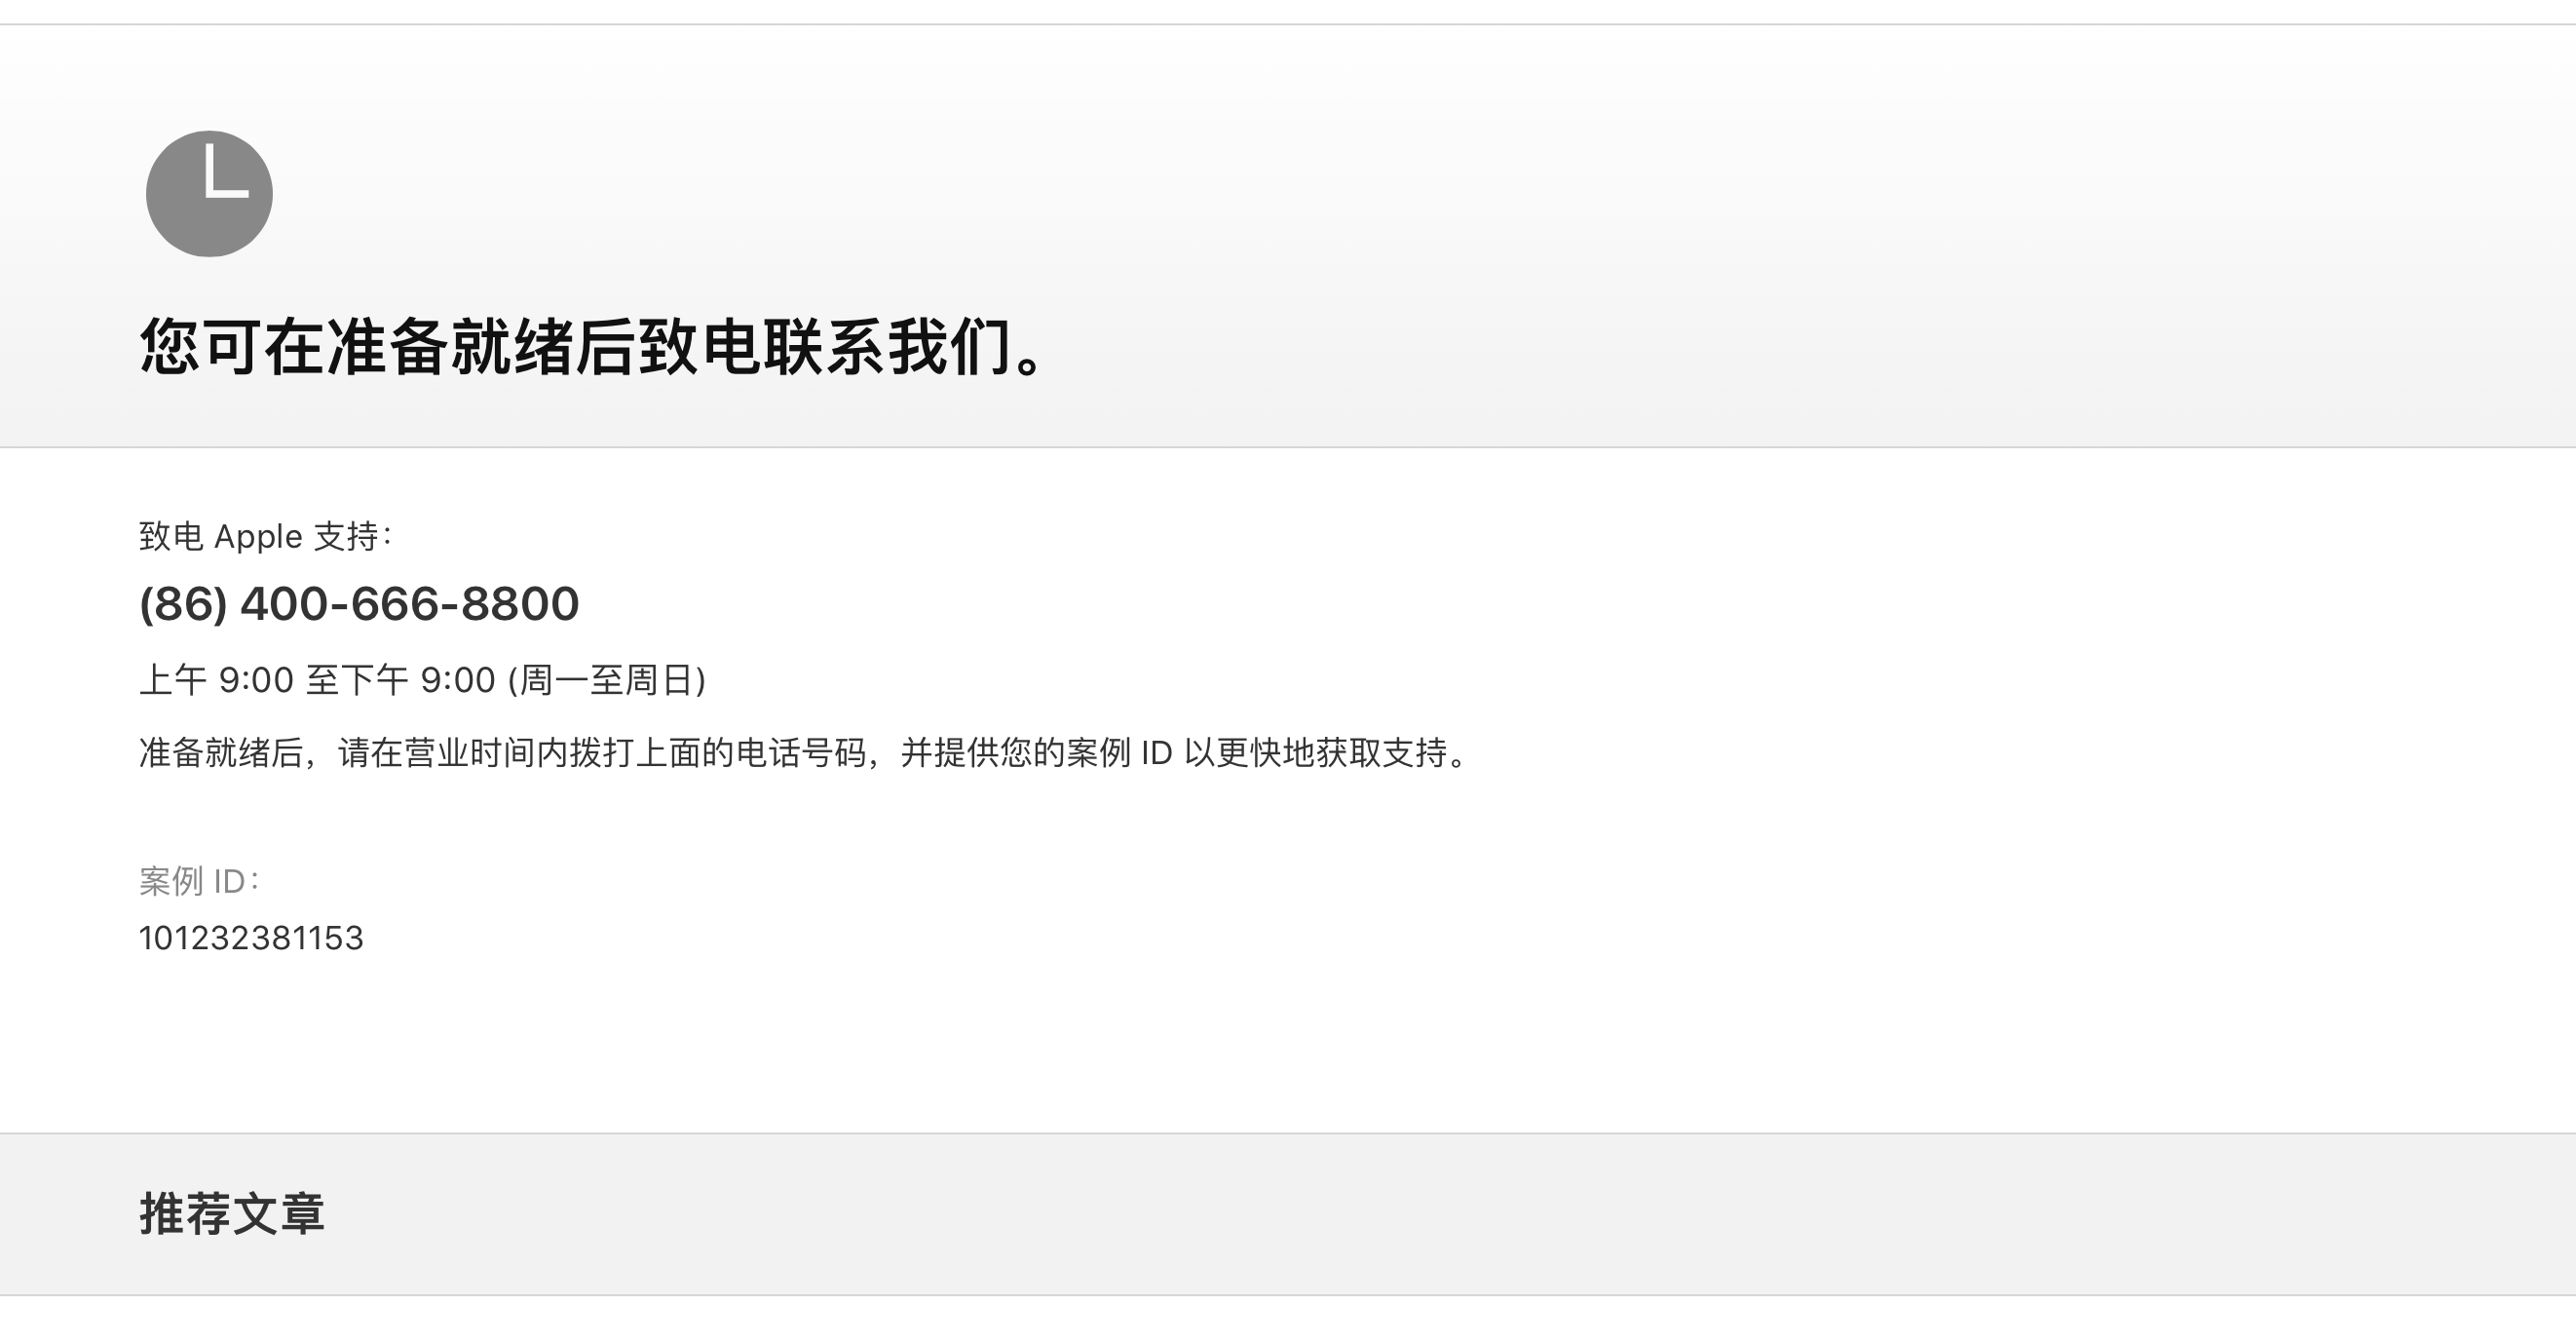 您可在准备就绪后致电联系我们。
致电 Apple 支持：
(86) 400-666-8800
上午 9:00 至下午 9:00 (周一至周日)
准备就绪后，请在营业时间内拨打上面的电话号码，并提供您的案例 ID 以更快地获取支持。
案例 ID：
101232381153
推荐文章